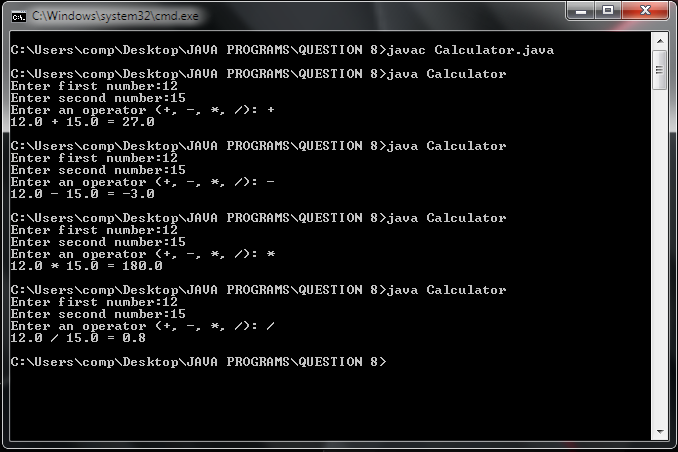 C:\Windows\system32\cmd.exe
C:\Users\comp\Desktop\JAVA PROGRAMS\QUESTION 8>javac Calculator.java
C:\Users\comp\Desktop\JAVA PROGRAMS\QUESTION 8>java Calculator
Enter first number:12
Enter second number:15
Enter an operator (+, -, *, /): +
12.0 + 15.0 = 27.0
C:\Users\comp\Desktop\JAVA PROGRAMS\QUESTION 8>java Calculator
Enter first number:12
Enter second number:15
Enter an operator (+, -, *, /): -
12.0 - 15.0 = -3.0
C:\Users\comp\Desktop\JAVA PROGRAMS\QUESTION 8>java Calculator
Enter first number:12
Enter second number:15
Enter an operator (+, -, *, /): *
12.0 * 15.0 = 180.0
C:\Users\comp\Desktop\JAVA PROGRAMS\QUESTION 8>java Calculator
Enter first number:12
Enter second number:15
Enter an operator (+, -, *, /): /
12.0 / 15.0 = 0.8
C:\Users\comp\Desktop\JAVA PROGRAMS\QUESTION 8>